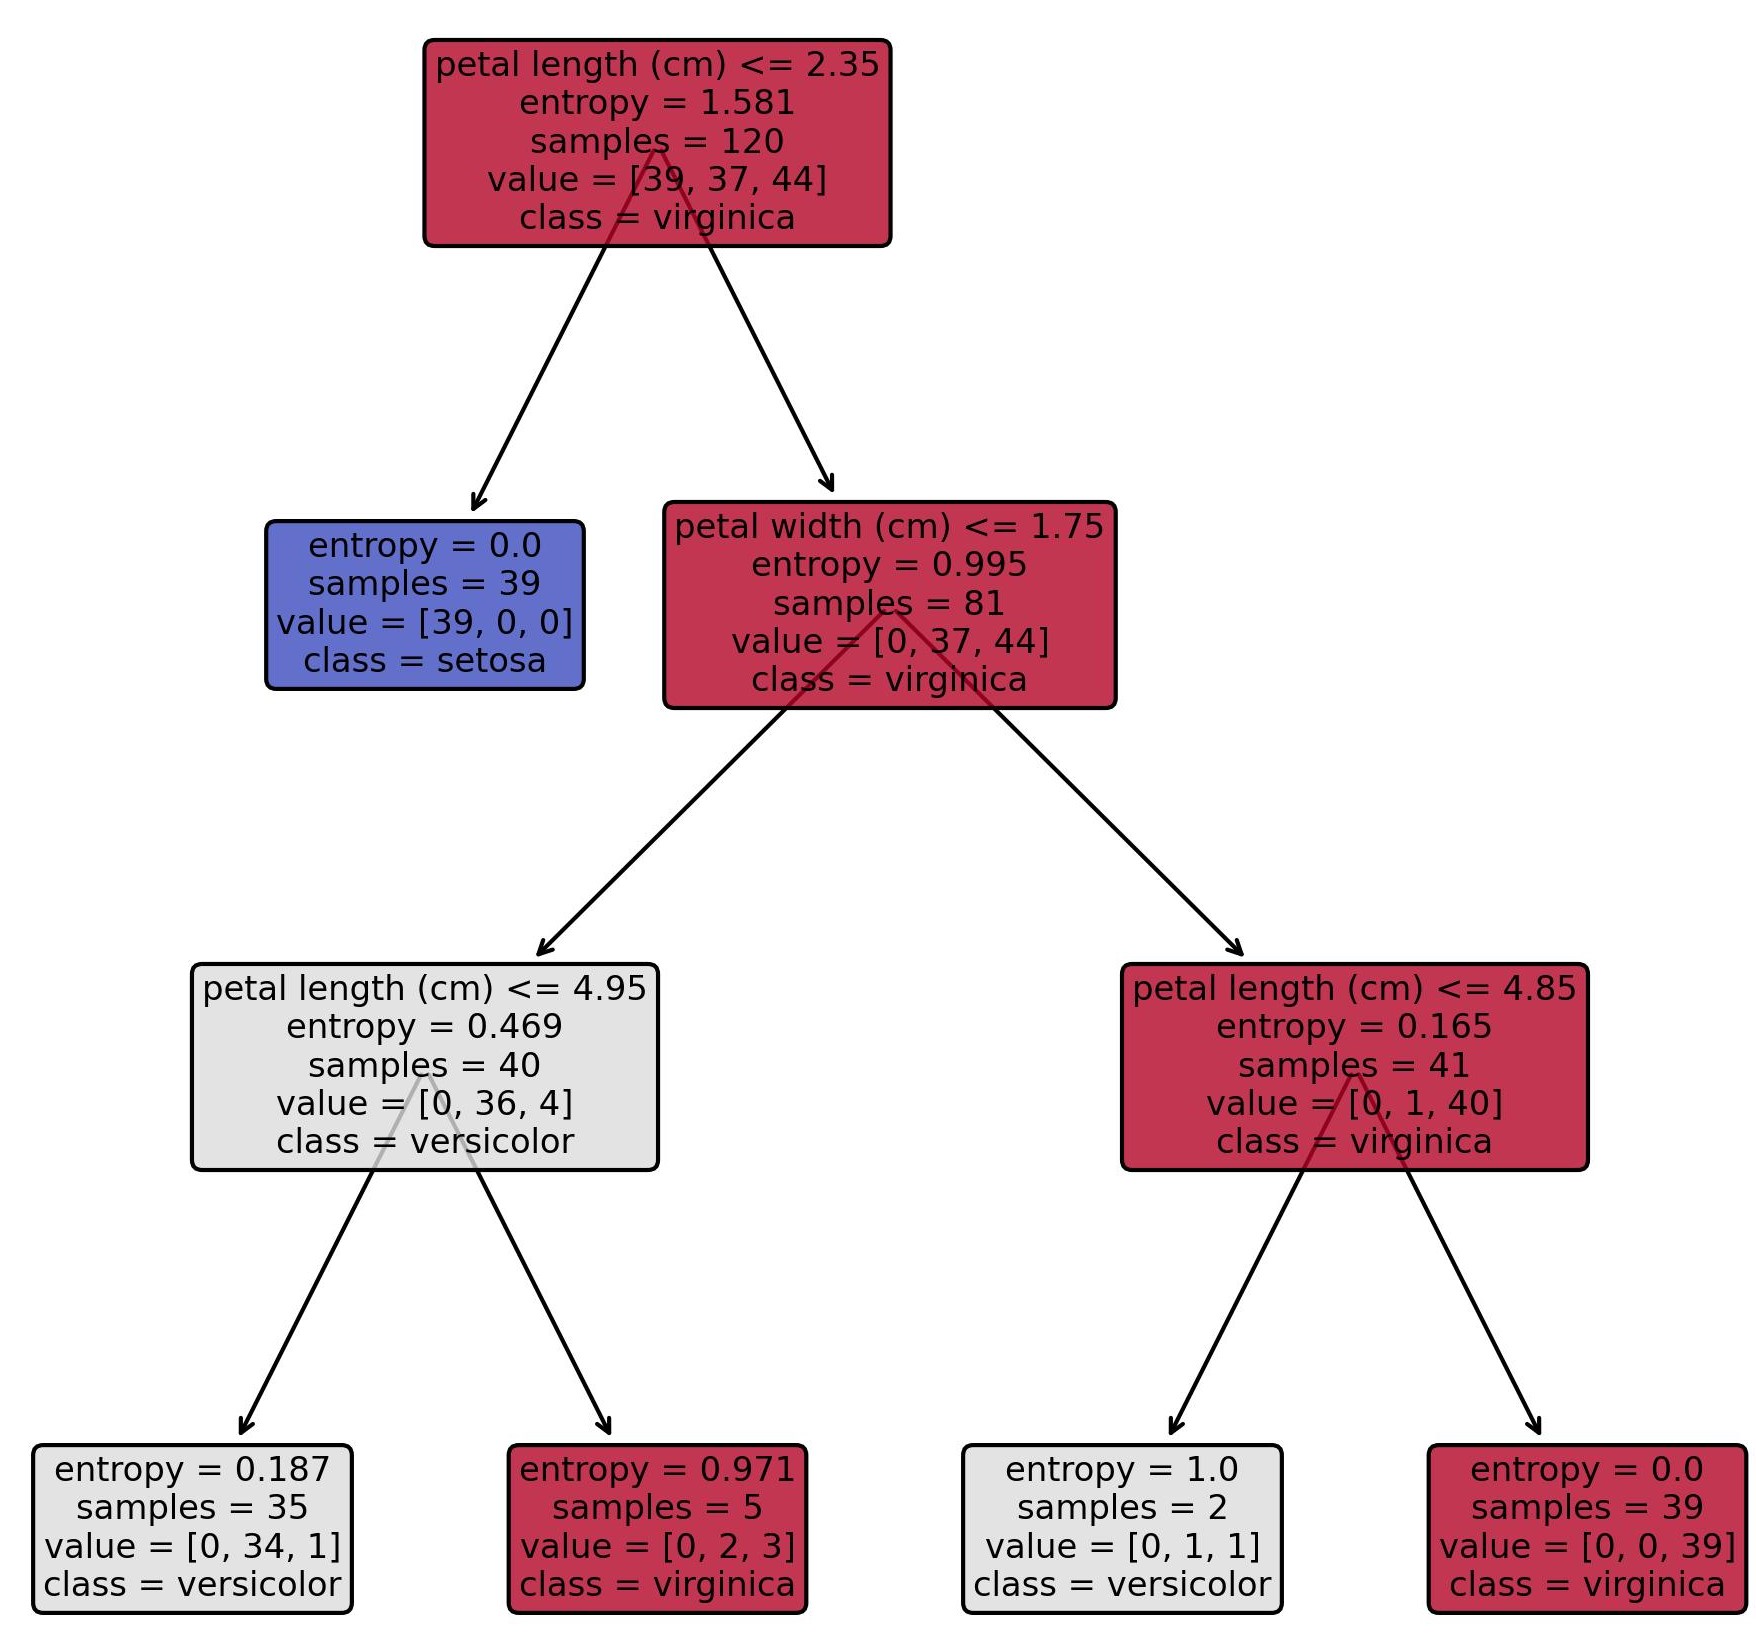 petal length (cm) <= 2.35
entropy = 1.581
samples = 120
value = [39, 37, 44]
class = virginica
entropy = 0.0
samples = 39
value = [39, 0, 0]
class = setosa
petal width (cm) <= 1.75
entropy = 0.995
samples = 81
value = [0, 37, 44]
class = virginica
petal length (cm) <= 4.95
entropy = 0.469
samples = 40
value = [0, 36, 4]
class = versicolor
petal length (cm) <= 4.85
entropy = 0.165
samples = 41
value = [0, 1, 40]
class = virginica
entropy = 0.187
samples = 35
value = [0, 34, 1]
class = versicolor
entropy = 0.971
samples = 5
value = [0, 2, 3]
class = virginica
entropy = 1.0
samples = 2
value = [0, 1, 1]
class = versicolor
entropy = 0.0
samples = 39
value = [0, 0, 39]
class = virginica